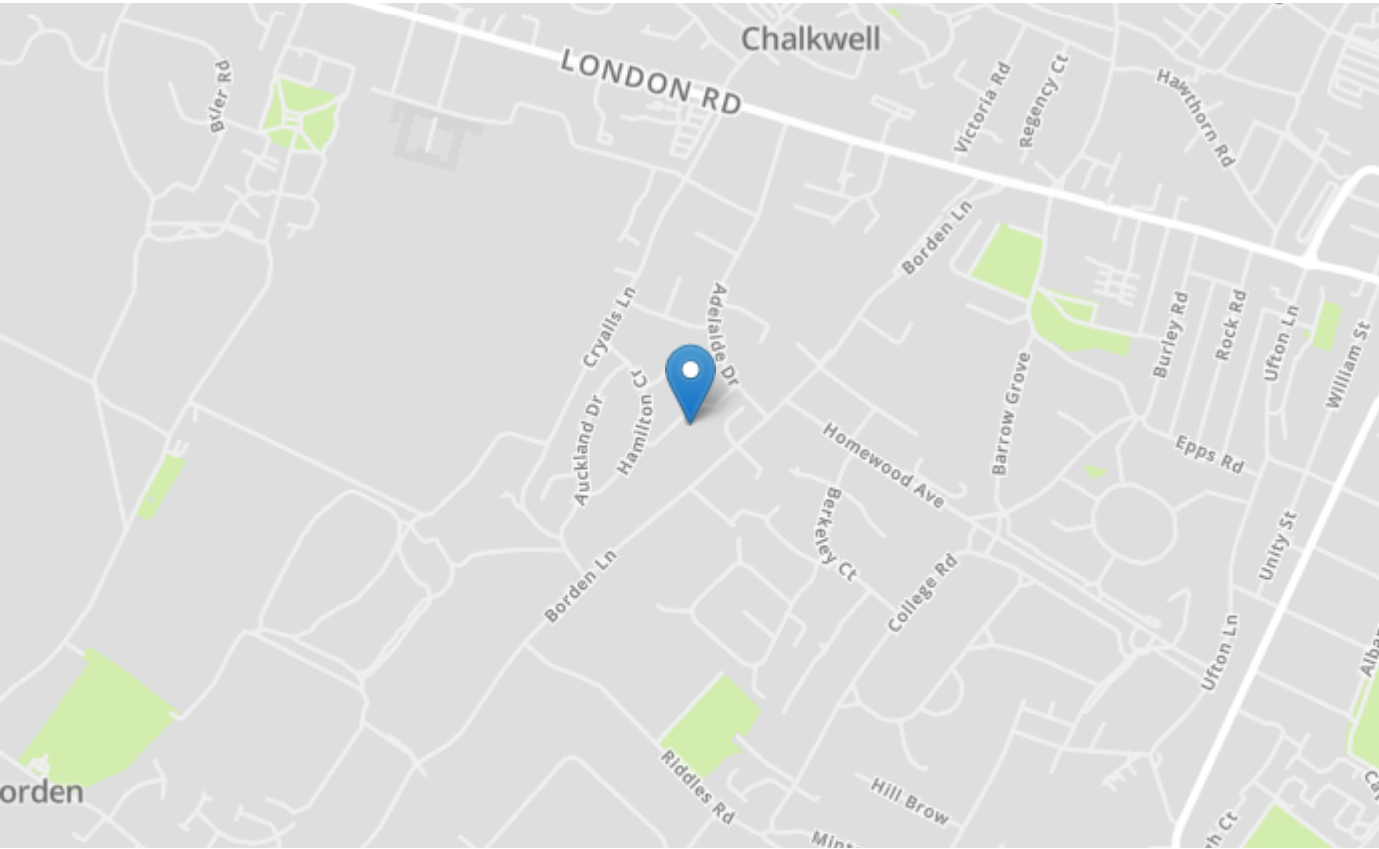 Chalkwell
LONDON RD
Victoria Rd
Regency Ct
Hawthorn Rd
Borden Ln
Cryalls Ln
Adelaide Dr
Hamilton Cr
Auckland Dr
Burley Rd
Rock Rd
Ufton Ln
William St
Barrow Grove
Homewood Ave
Epps Rd
Berkeley Ct
Unity St
College Rd
Borden Ln
Ufton Ln
Riddles Rd
Hill Brow
orden
Ct